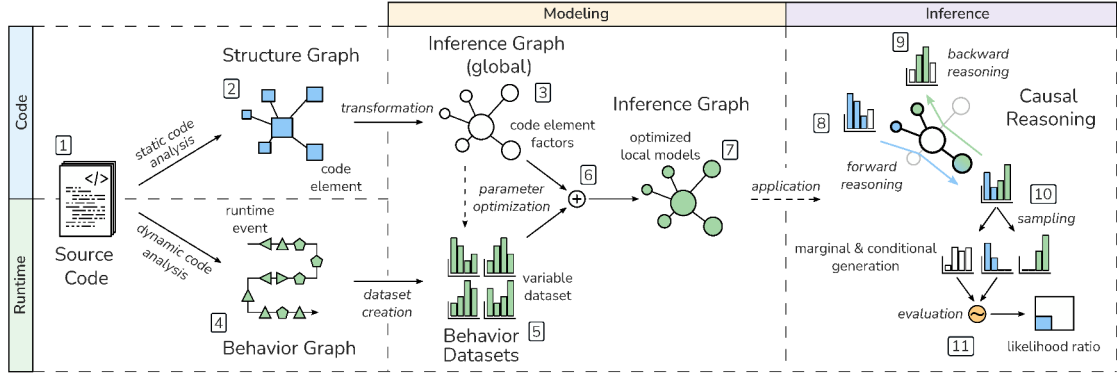 Modeling
Inference
Code
Runtime
1
</>
Source
Code
static code
analysis
dynamic code
analysis
Structure Graph
2
code
element
transformation
runtime
event
4
Behavior Graph
dataset
creation
Inference Graph
(global)
3
code element
factors
parameter
optimization
6
variable
dataset
5
Behavior
Datasets
Inference Graph
optimized
local models
7
application
9
backward
reasoning
8
Causal
Reasoning
forward
reasoning
10
sampling
marginal & conditional
generation
evaluation
~
11
likelihood ratio